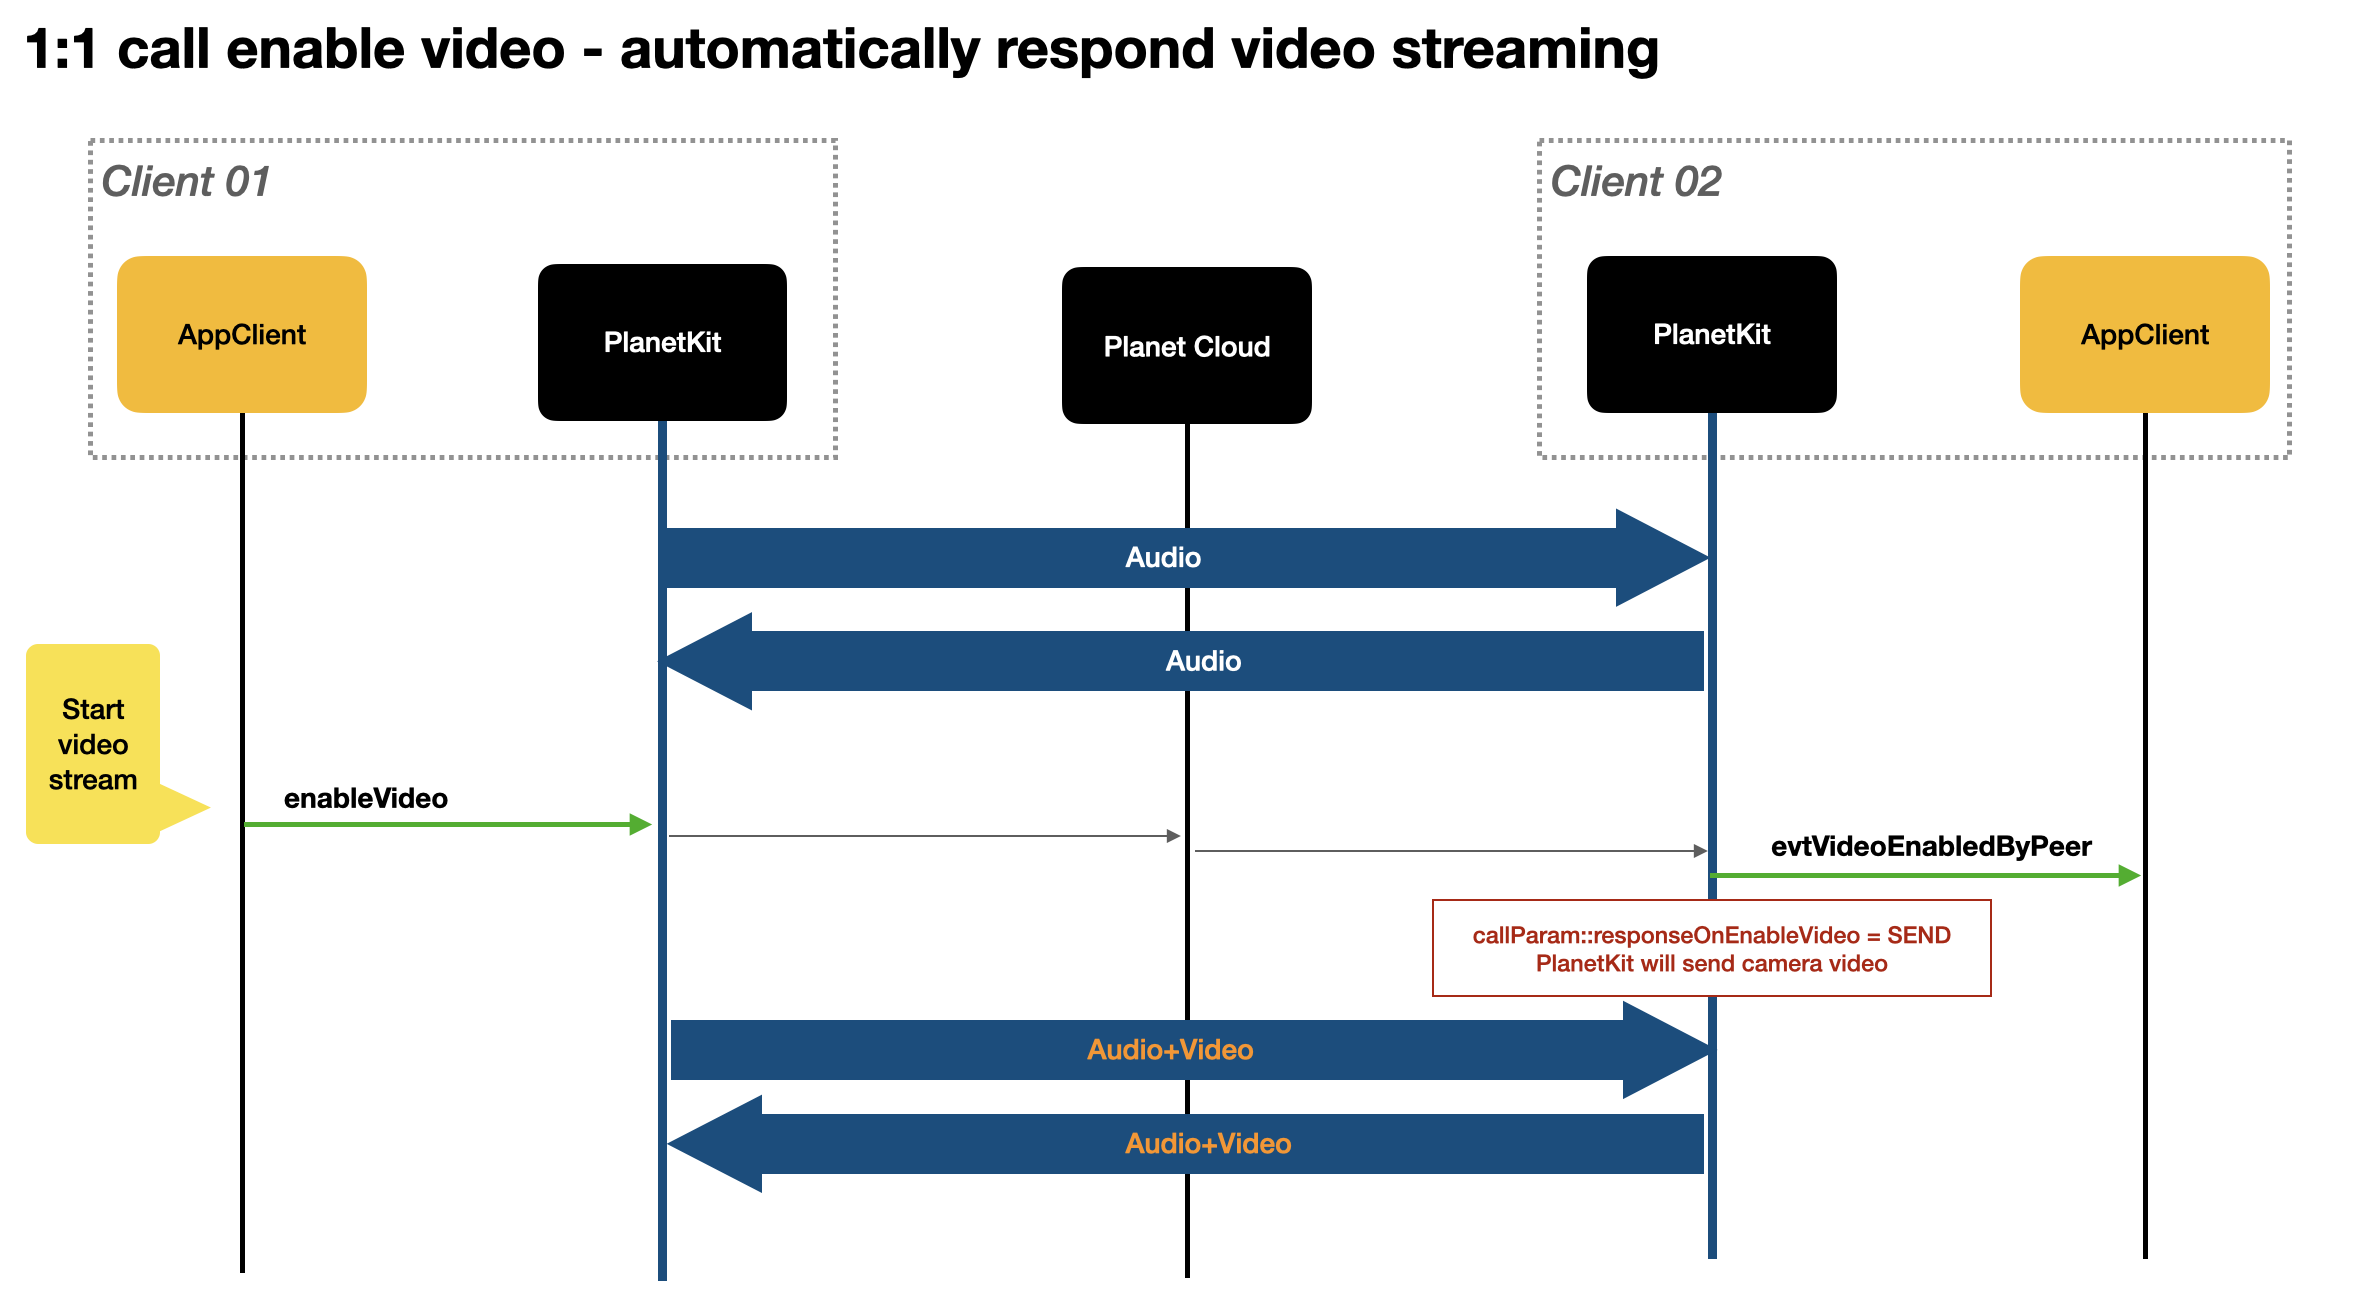 1:1 call enable video - automatically respond video streaming
Client 01
Client 02
AppClient
PlanetKit
Planet Cloud
PlanetKit
AppClient
Audio
Audio
Start
video
stream
enableVideo
evtVideoEnabledByPeer
callParam::responseOnEnableVideo = SEND
PlanetKit will send camera video
Audio+Video
Audio+Video